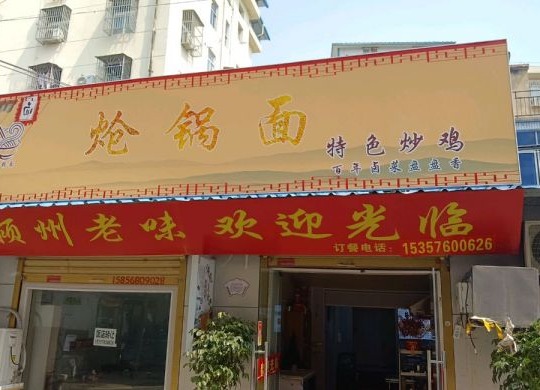 炝锅面
特色炒鸡
百年卤菜盘盘香
颍州老味 欢迎光临
订餐电话：15357600626
15856809028